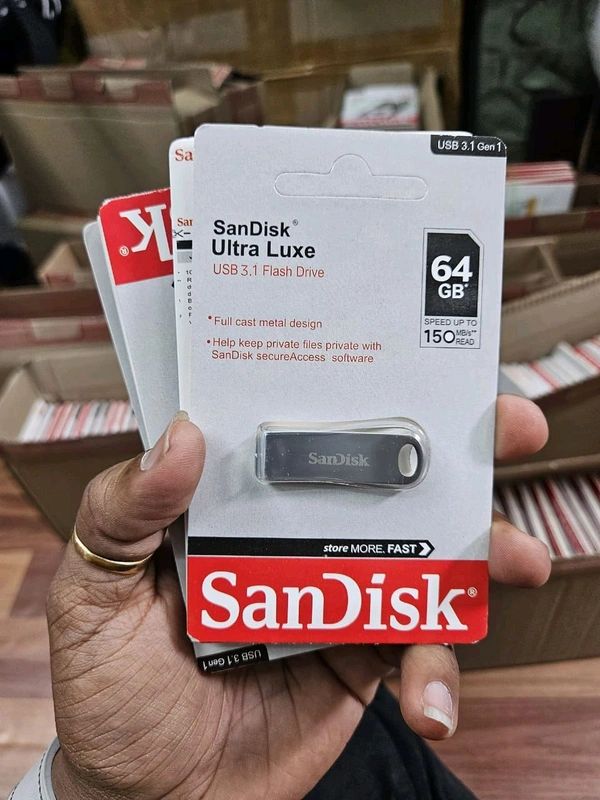 USB 3.1 Gen 1
SanDisk®
Ultra Luxe
USB 3.1 Flash Drive
64
GB*
SPEED UP TO
150 MB/s**
READ
• Full cast metal design
• Help keep private files private with
SanDisk secureAccess software
SanDisk
store MORE. FAST
SanDisk®
USB 3.1 Gen 1
Sa
San